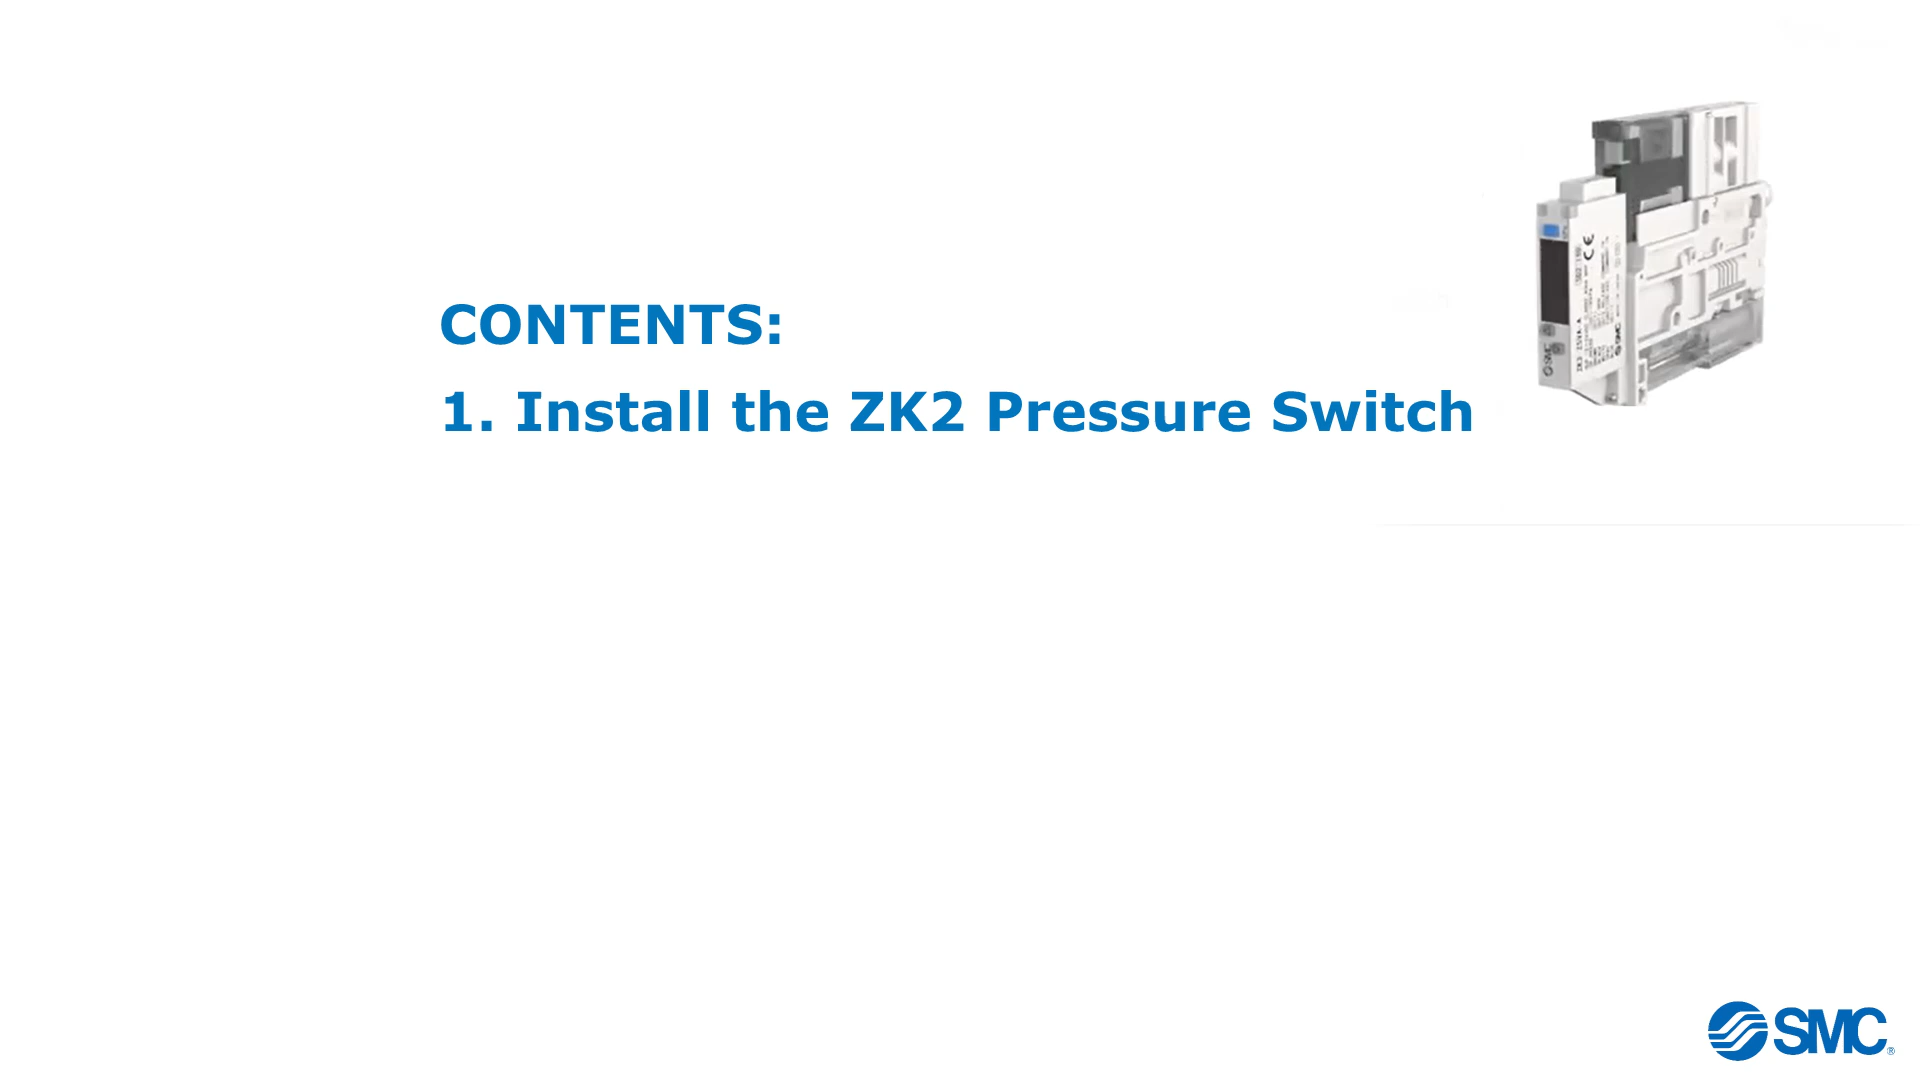 CONTENTS:
1. Install the ZK2 Pressure Switch
SMC